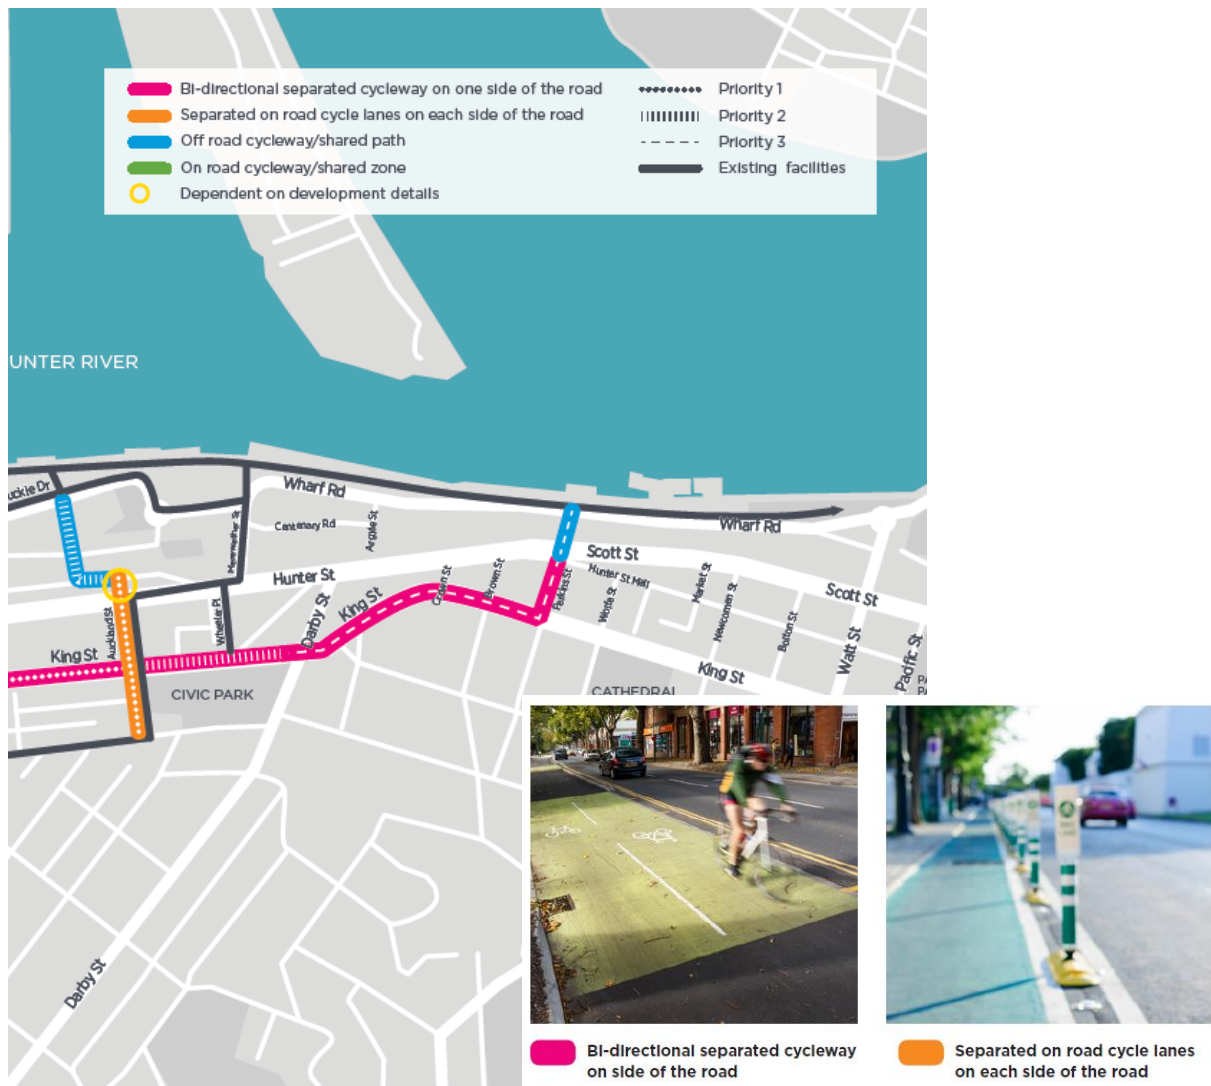 Bi-directional separated cycleway on one side of the road
Separated on road cycle lanes on each side of the road
Off road cycleway/shared path
On road cycleway/shared zone
Dependent on development details
Priority 1
Priority 2
Priority 3
Existing facilities
UNTER RIVER
uckle Dr
Wharf Rd
Centenary Rd
Argyle St
Merewether St
Wharf Rd
Scott St
Hunter St Mall
Hunter St
Crown St
Brown St
Perkins St
Wolfe St
Market St
Newcomen St
Bolton St
Scott St
Watt St
Pacific St
King St
Darby St
Auckland St
Wheeler Pl
King St
King St
CIVIC PARK
CATHEDRAL
PA
Darby St
Bi-directional separated cycleway
on side of the road
Separated on road cycle lanes
on each side of the road